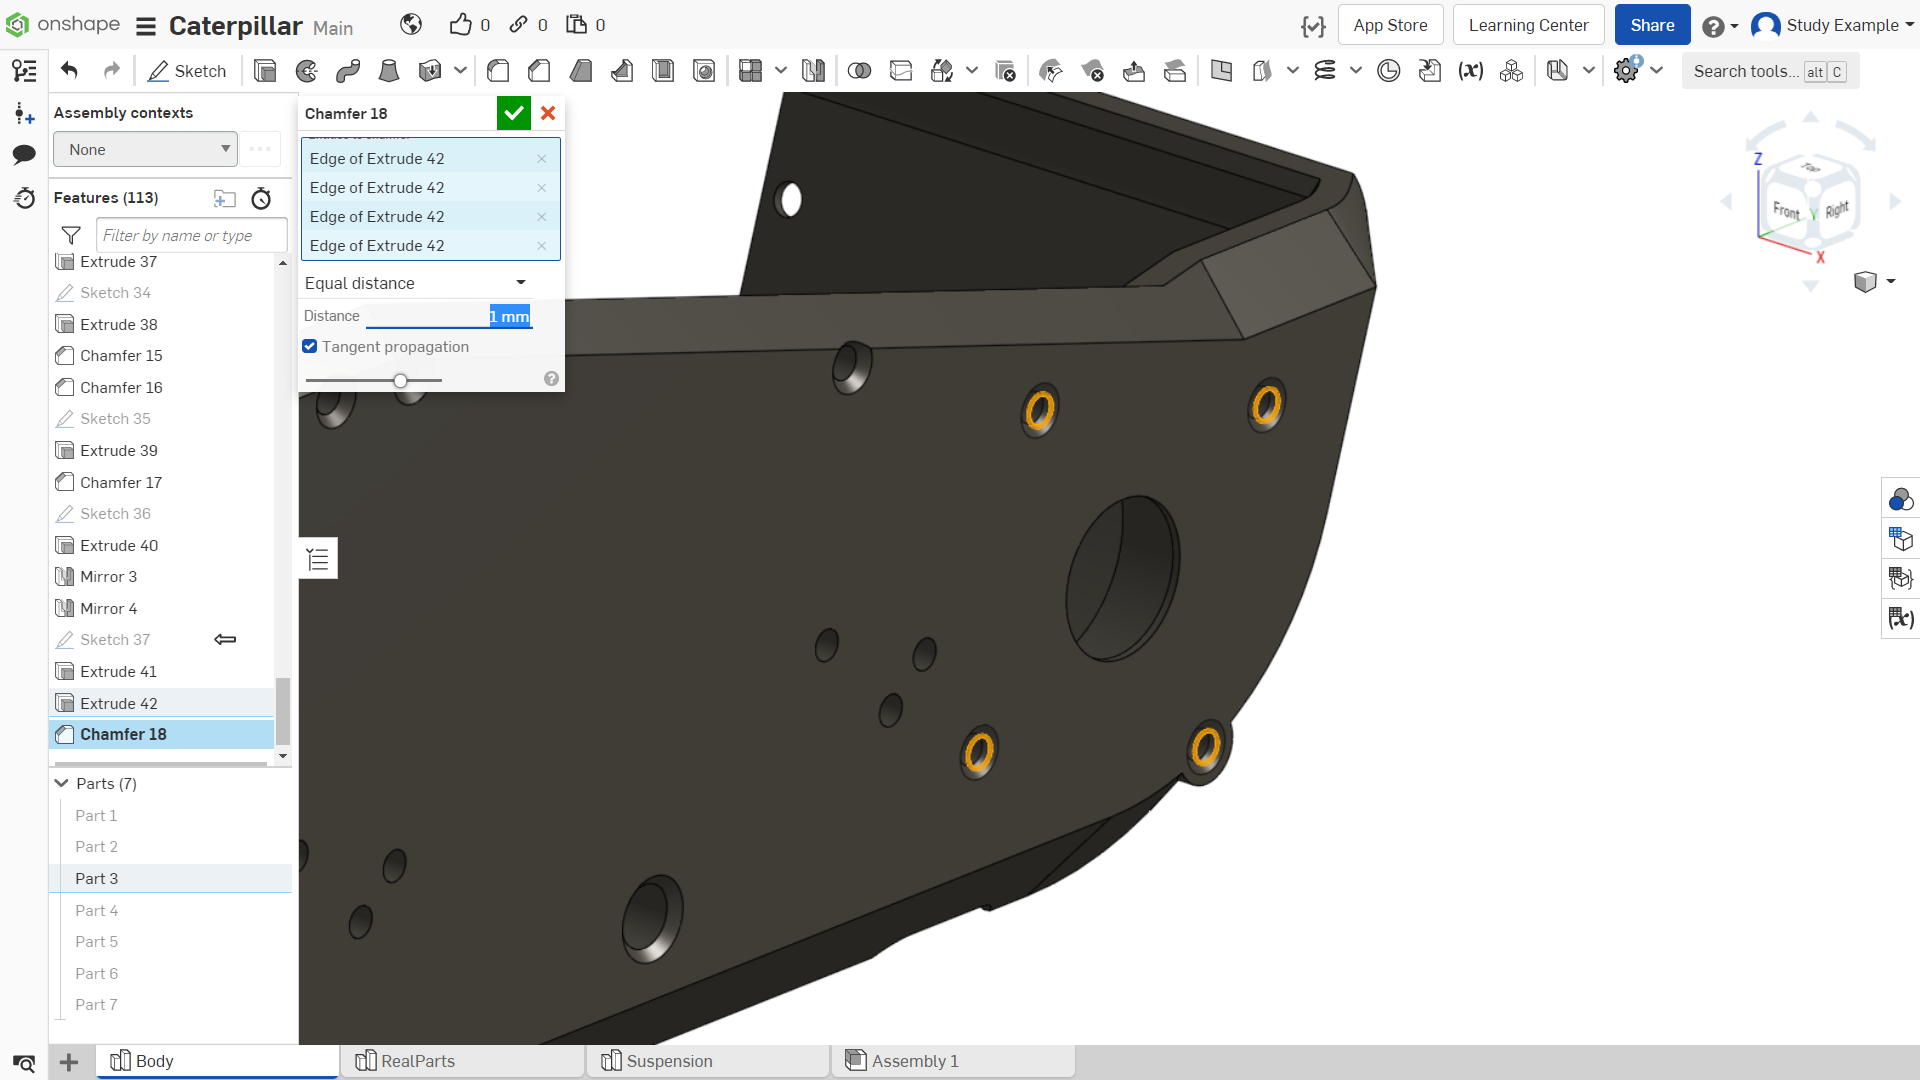 onshape
Caterpillar Main
0
0
0
App Store
Learning Center
Share
Study Example
Sketch
Search tools... alt C
Assembly contexts
None
Features (113)
Filter by name or type
Extrude 37
Sketch 34
Extrude 38
Chamfer 15
Chamfer 16
Sketch 35
Extrude 39
Chamfer 17
Sketch 36
Extrude 40
Mirror 3
Mirror 4
Sketch 37
Extrude 41
Extrude 42
Chamfer 18
Parts (7)
Part 1
Part 2
Part 3
Part 4
Part 5
Part 6
Part 7
Chamfer 18
Edge of Extrude 42
Edge of Extrude 42
Edge of Extrude 42
Edge of Extrude 42
Equal distance
Distance 1 mm
Tangent propagation
Z
Top
Front
Y
Right
X
Body
RealParts
Suspension
Assembly 1